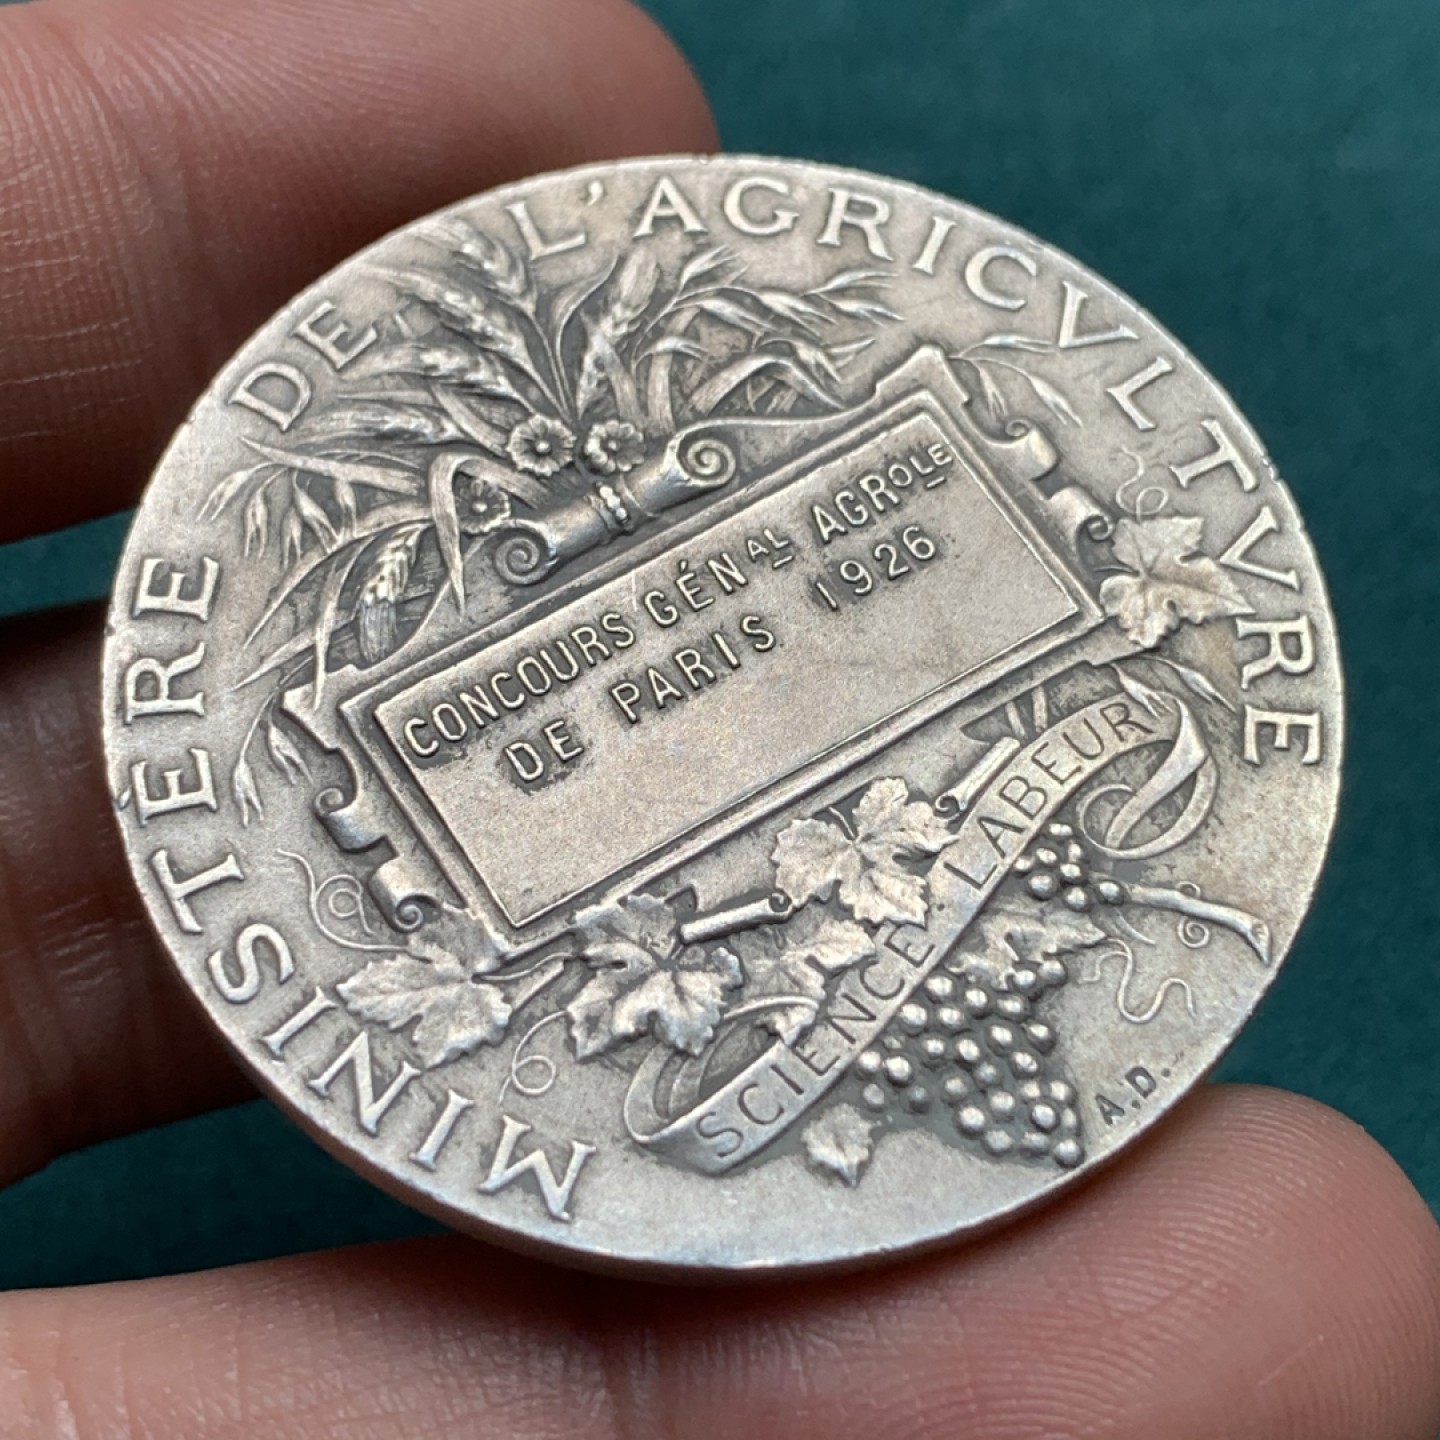 MINISTÈRE DE L'AGRICVLTVRE
CONCOURS GÉNAL AGROLE
DE PARIS 1926
SCIENCE LABEUR
A.D.